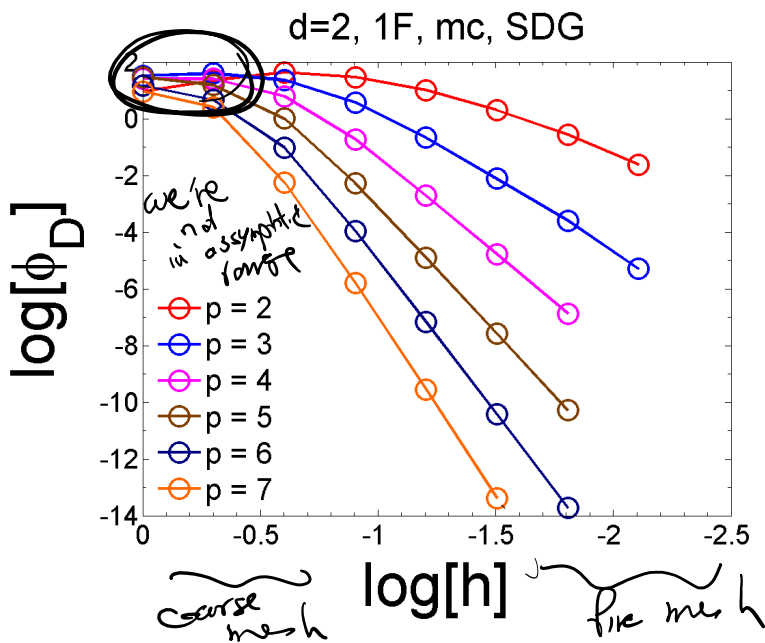 d=2, 1F, mc, SDG
2
0
-2
-4
-6
-8
-10
-12
-14
log[ϕD]
we're
not
in assymptotic
range
p = 2
p = 3
p = 4
p = 5
p = 6
p = 7
0 -0.5 -1 -1.5 -2 -2.5
log[h]
coarse
mesh
fine mesh